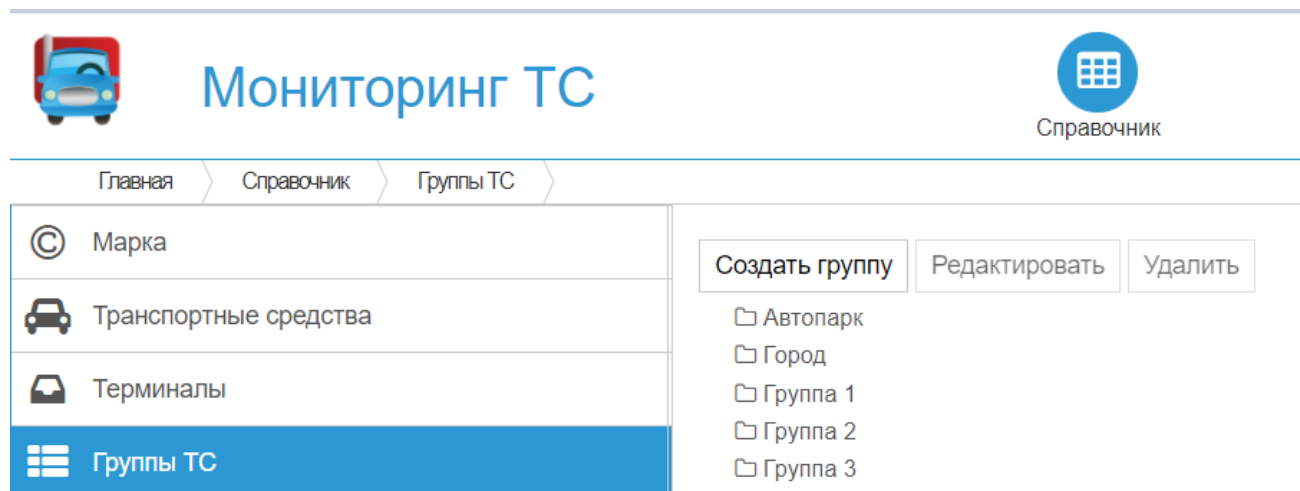 Мониторинг ТС
Справочник
Главная Справочник Группы ТС
© Марка
Транспортные средства
Терминалы
Группы ТС
Создать группу Редактировать Удалить
Автопарк
Город
Группа 1
Группа 2
Группа 3